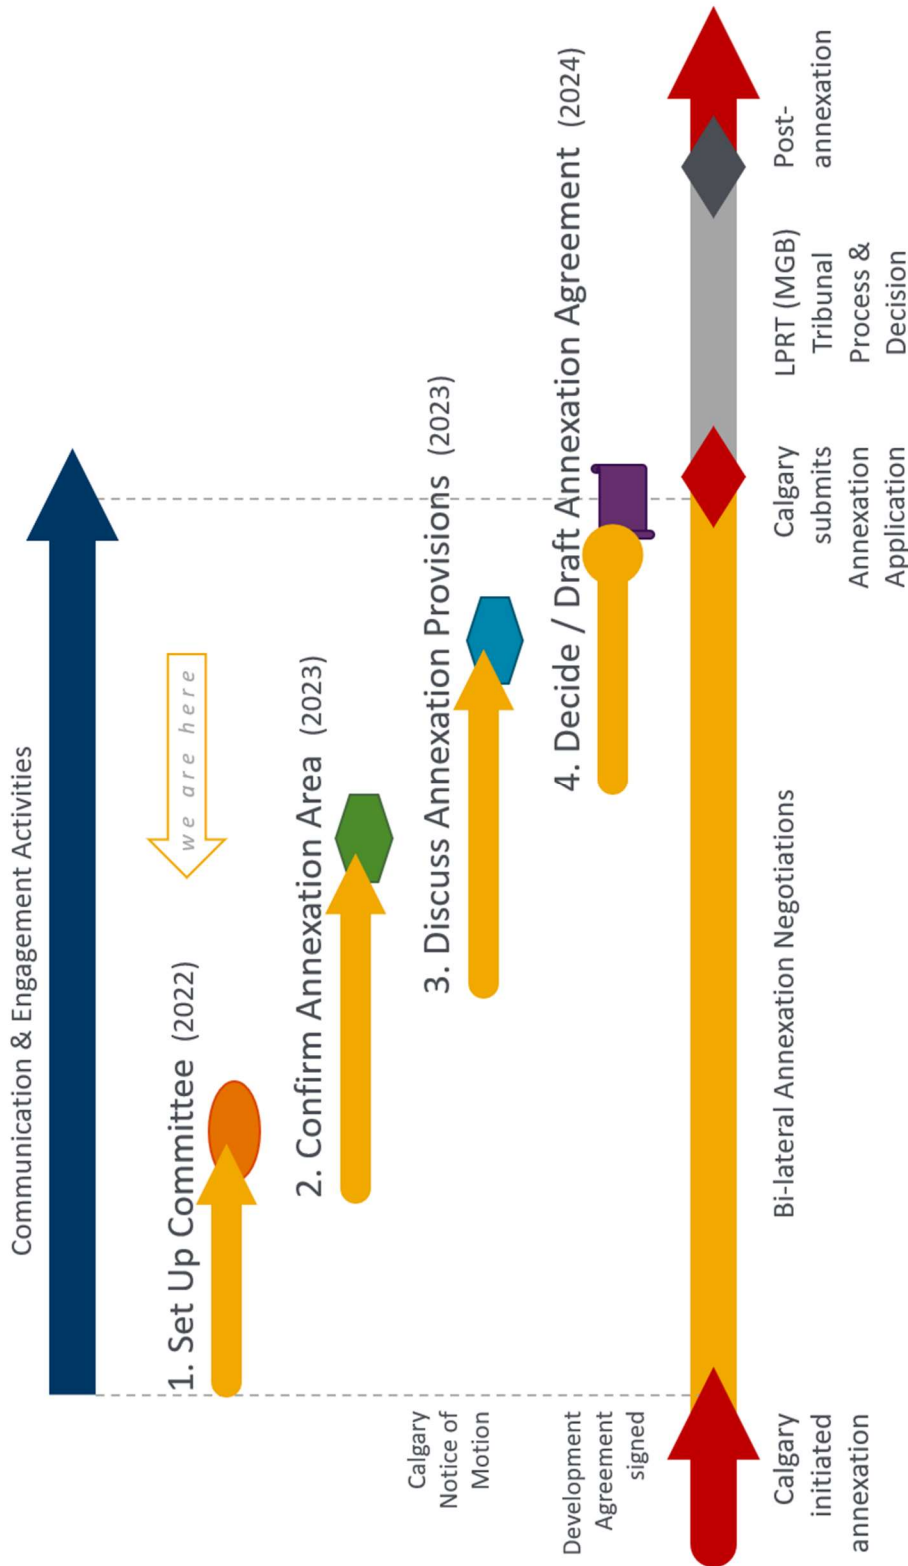 Communication & Engagement Activities
we are here
1. Set Up Committee (2022)
2. Confirm Annexation Area (2023)
3. Discuss Annexation Provisions (2023)
4. Decide / Draft Annexation Agreement (2024)
Calgary
Notice of
Motion
Development
Agreement
signed
Calgary
initiated
annexation
Bi-lateral Annexation Negotiations
Calgary
submits
Annexation
Application
LPRT (MGB)
Tribunal
Process &
Decision
Post-
annexation